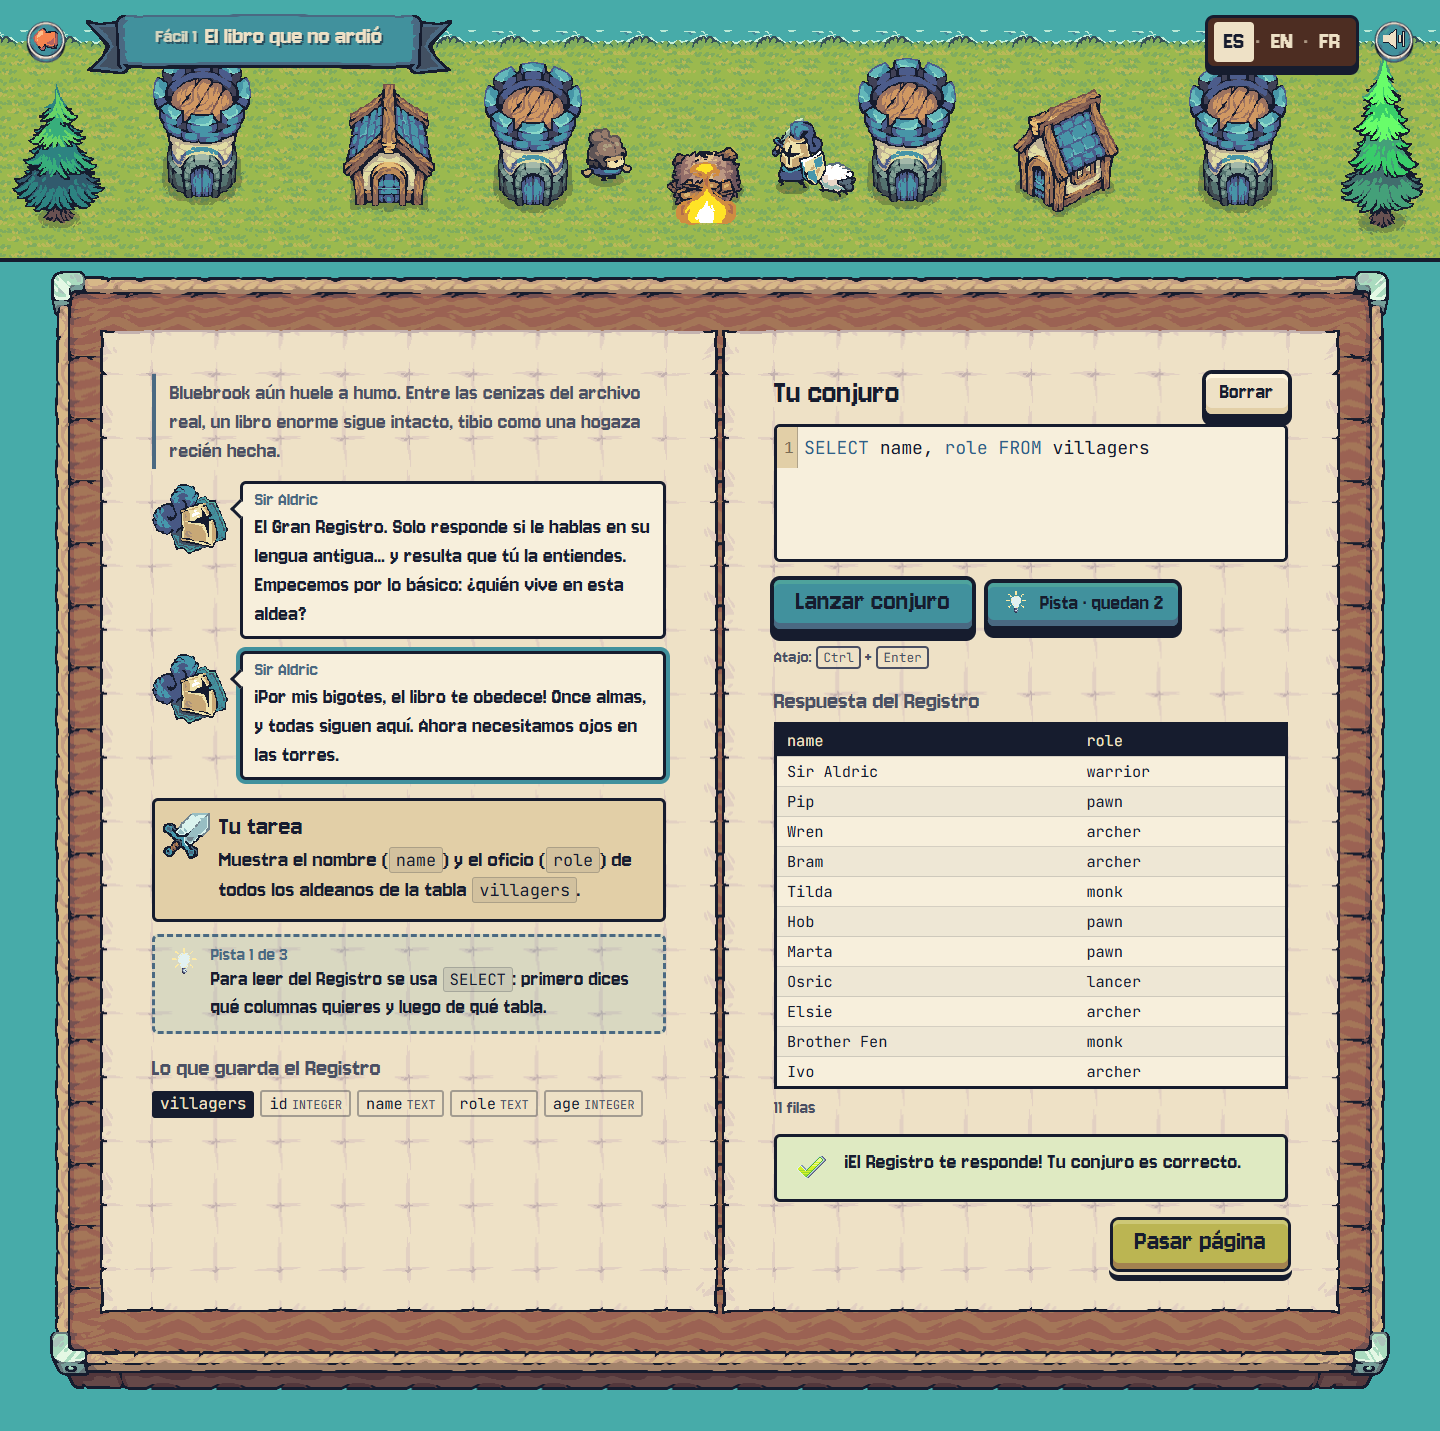 Fácil 1 El libro que no ardió
ES · EN · FR
Bluebrook aún huele a humo. Entre las cenizas del archivo
real, un libro enorme sigue intacto, tibio como una hogaza
recién hecha.
Sir Aldric
El Gran Registro. Solo responde si le hablas en su
lengua antigua... y resulta que tú la entiendes.
Empecemos por lo básico: ¿quién vive en esta
aldea?
Sir Aldric
¡Por mis bigotes, el libro te obedece! Once almas,
y todas siguen aquí. Ahora necesitamos ojos en
las torres.
Tu tarea
Muestra el nombre ( name ) y el oficio ( role ) de
todos los aldeanos de la tabla villagers .
Pista 1 de 3
Para leer del Registro se usa SELECT : primero dices
qué columnas quieres y luego de qué tabla.
Lo que guarda el Registro
villagers id INTEGER name TEXT role TEXT age INTEGER
Tu conjuro
Borrar
1 SELECT name, role FROM villagers
Lanzar conjuro
Pista · quedan 2
Atajo: Ctrl + Enter
Respuesta del Registro
name role
Sir Aldric warrior
Pip pawn
Wren archer
Bram archer
Tilda monk
Hob pawn
Marta pawn
Osric lancer
Elsie archer
Brother Fen monk
Ivo archer
11 filas
¡El Registro te responde! Tu conjuro es correcto.
Pasar página